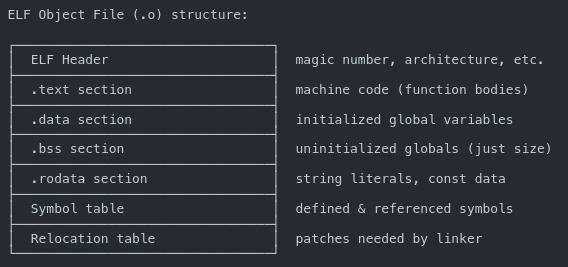 ELF Object File (.o) structure:
ELF Header magic number, architecture, etc.
.text section machine code (function bodies)
.data section initialized global variables
.bss section uninitialized globals (just size)
.rodata section string literals, const data
Symbol table defined & referenced symbols
Relocation table patches needed by linker